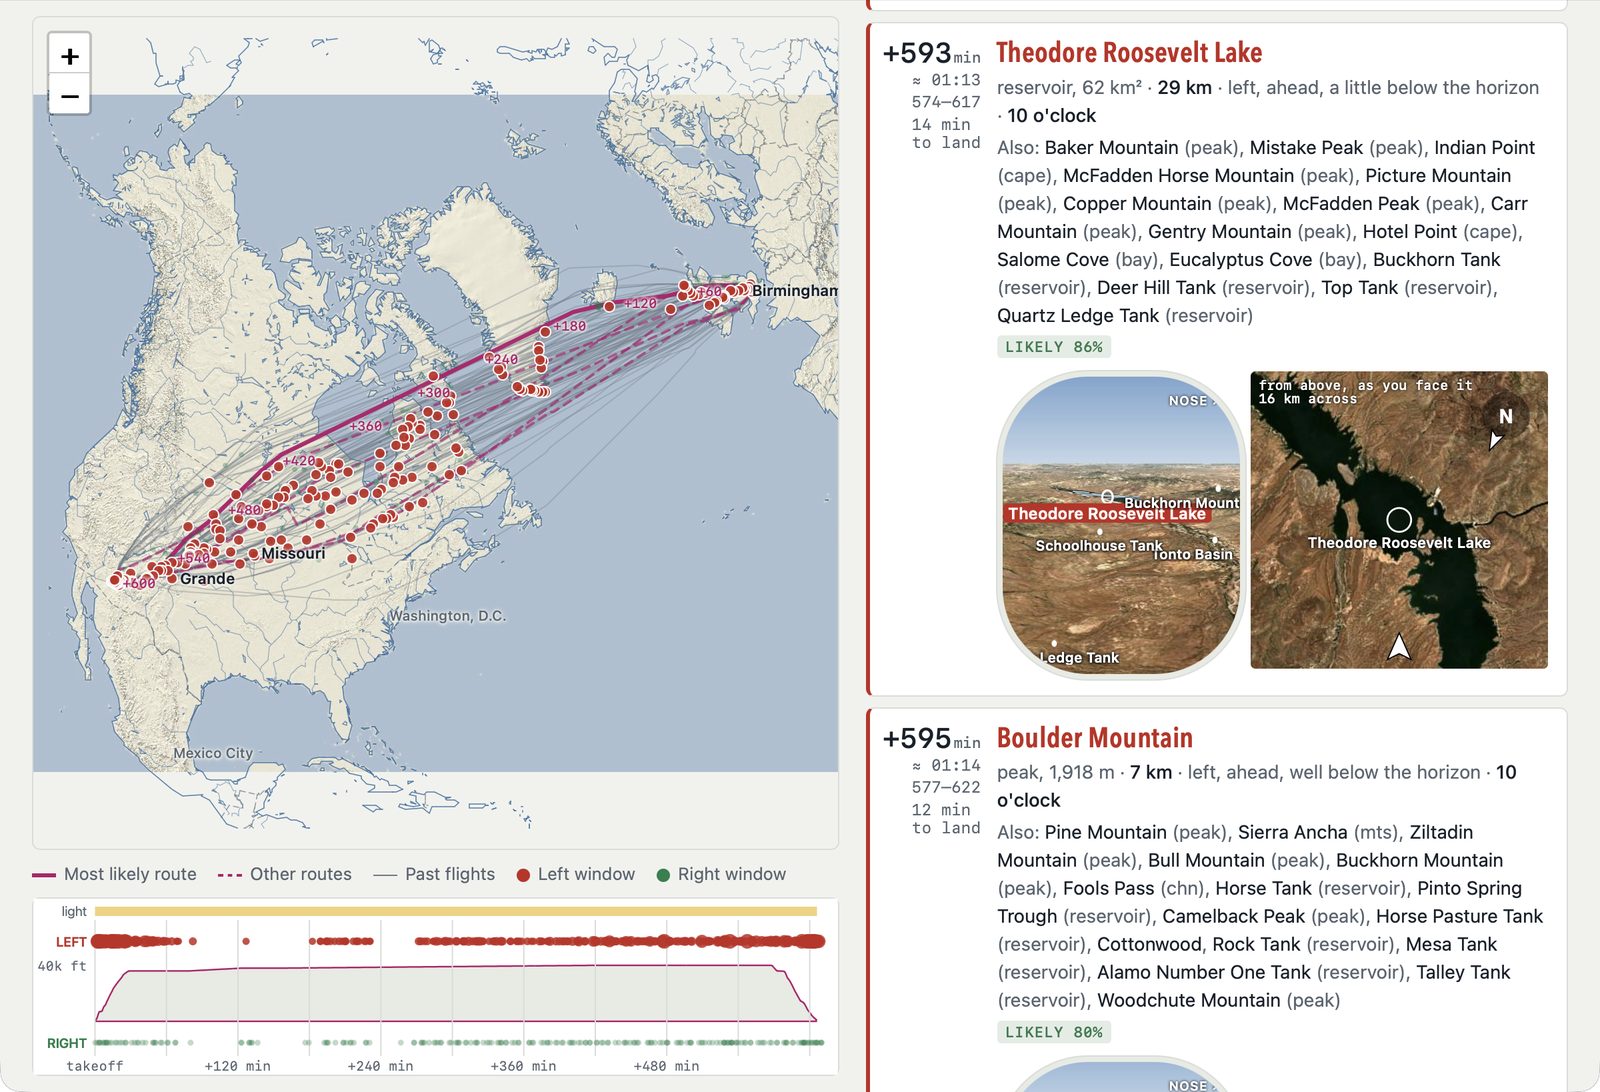 +
−
Birmingham
+60
+120
+180
+240
+300
+360
+420
+480
+540
+600
Missouri
Grande
Washington, D.C.
Mexico City
Most likely route
Other routes
Past flights
Left window
Right window
light
LEFT
40k ft
RIGHT
takeoff
+120 min
+240 min
+360 min
+480 min
+593min
≈ 01:13
574–617
14 min
to land
Theodore Roosevelt Lake
reservoir, 62 km² · 29 km · left, ahead, a little below the horizon
· 10 o'clock
Also: Baker Mountain (peak), Mistake Peak (peak), Indian Point
(cape), McFadden Horse Mountain (peak), Picture Mountain
(peak), Copper Mountain (peak), McFadden Peak (peak), Carr
Mountain (peak), Gentry Mountain (peak), Hotel Point (cape),
Salome Cove (bay), Eucalyptus Cove (bay), Buckhorn Tank
(reservoir), Deer Hill Tank (reservoir), Top Tank (reservoir),
Quartz Ledge Tank (reservoir)
LIKELY 86%
NOSE
Buckhorn Mount
Theodore Roosevelt Lake
Schoolhouse Tank
Tonto Basin
Ledge Tank
from above, as you face it
16 km across
N
Theodore Roosevelt Lake
+595min
≈ 01:14
577–622
12 min
to land
Boulder Mountain
peak, 1,918 m · 7 km · left, ahead, well below the horizon · 10
o'clock
Also: Pine Mountain (peak), Sierra Ancha (mts), Ziltadin
Mountain (peak), Bull Mountain (peak), Buckhorn Mountain
(peak), Fools Pass (chn), Horse Tank (reservoir), Pinto Spring
Trough (reservoir), Camelback Peak (peak), Horse Pasture Tank
(reservoir), Cottonwood, Rock Tank (reservoir), Mesa Tank
(reservoir), Alamo Number One Tank (reservoir), Talley Tank
(reservoir), Woodchute Mountain (peak)
LIKELY 80%
NOSE